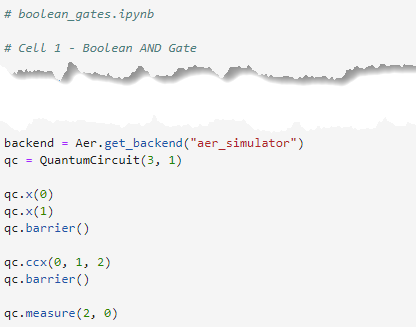 # boolean_gates.ipynb
# Cell 1 - Boolean AND Gate
backend = Aer.get_backend("aer_simulator")
qc = QuantumCircuit(3, 1)
qc.x(0)
qc.x(1)
qc.barrier()
qc.ccx(0, 1, 2)
qc.barrier()
qc.measure(2, 0)